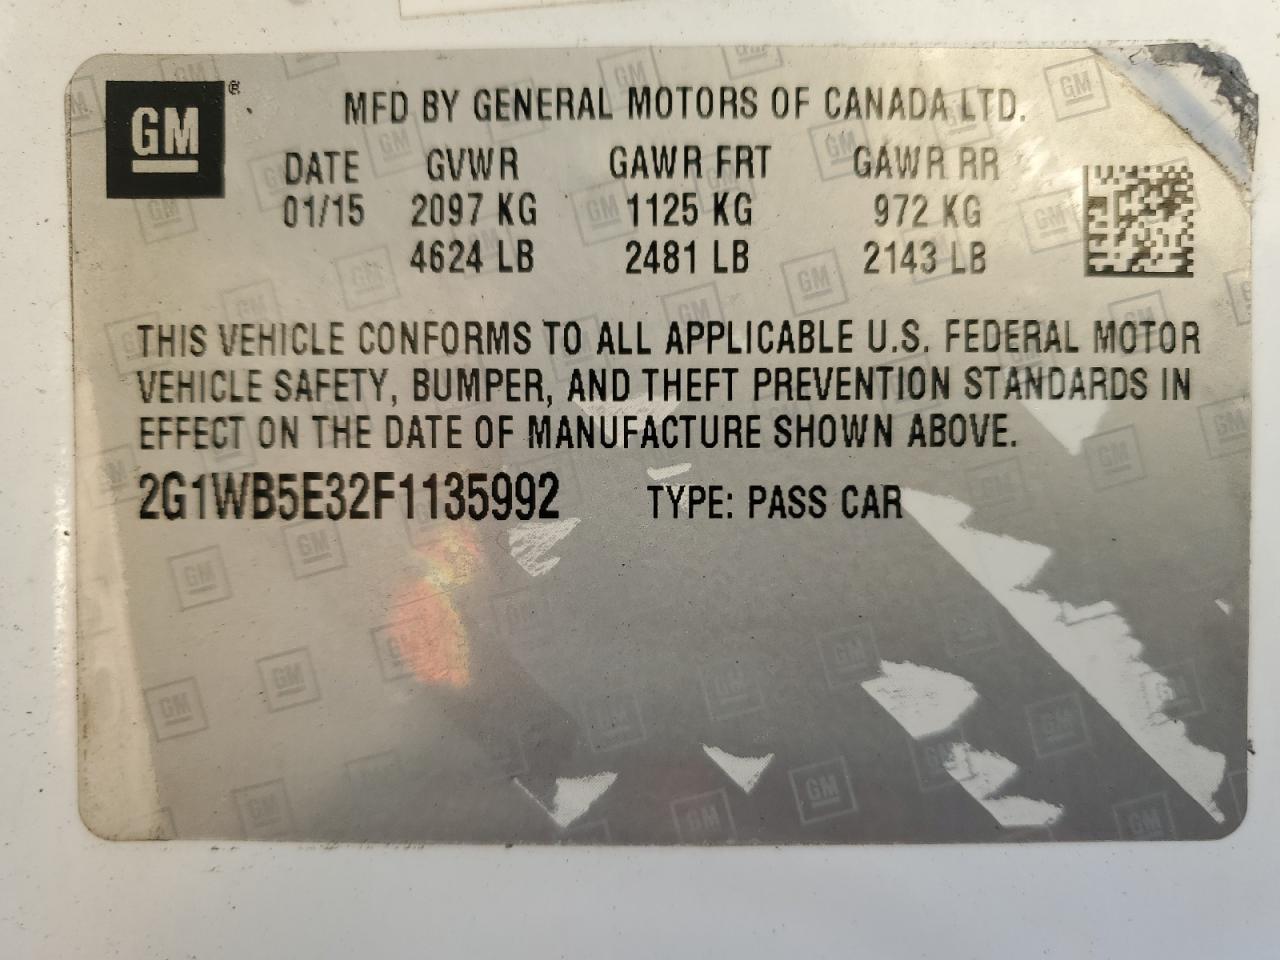 GM®
MFD BY GENERAL MOTORS OF CANADA LTD.
DATE GVWR GAWR FRT GAWR RR
01/15 2097 KG 1125 KG 972 KG
4624 LB 2481 LB 2143 LB
THIS VEHICLE CONFORMS TO ALL APPLICABLE U.S. FEDERAL MOTOR
VEHICLE SAFETY, BUMPER, AND THEFT PREVENTION STANDARDS IN
EFFECT ON THE DATE OF MANUFACTURE SHOWN ABOVE.
2G1WB5E32F1135992 TYPE: PASS CAR